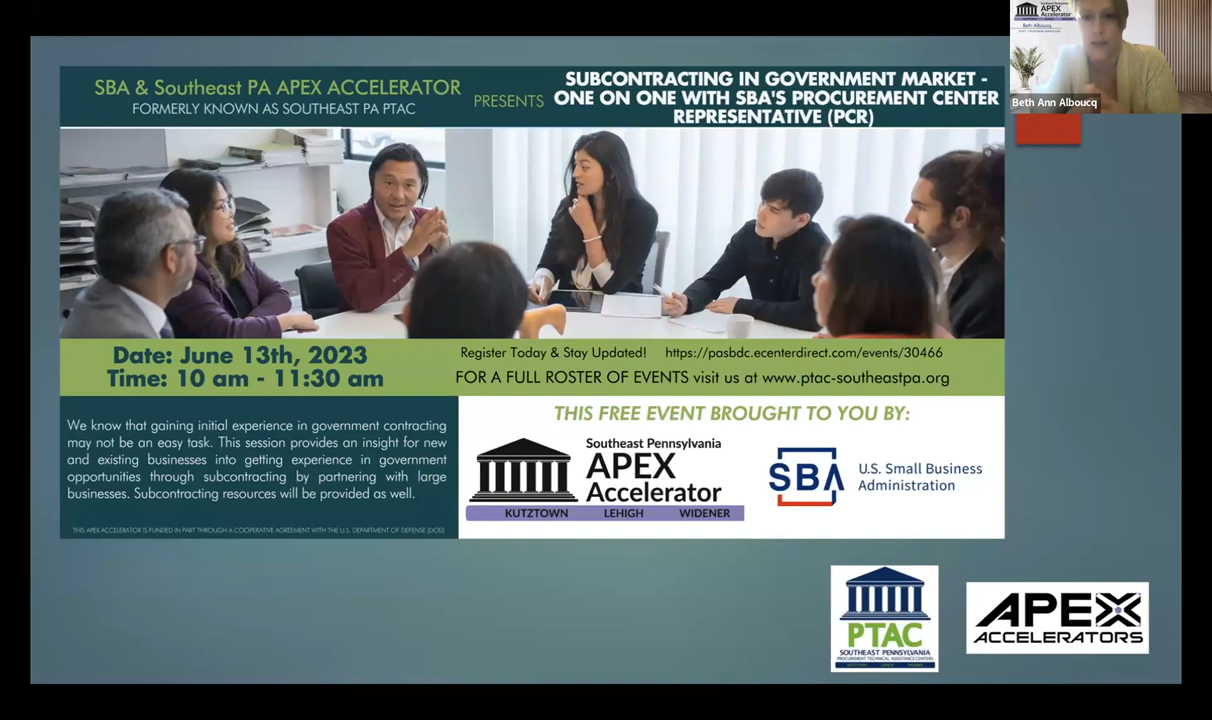 SBA & Southeast PA APEX ACCELERATOR
FORMERLY KNOWN AS SOUTHEAST PA PTAC
PRESENTS
SUBCONTRACTING IN GOVERNMENT MARKET -
ONE ON ONE WITH SBA'S PROCUREMENT CENTER
REPRESENTATIVE (PCR)
APEX
Accelerator
Beth Ann Alboucq
Date: June 13th, 2023
Time: 10 am - 11:30 am
Register Today & Stay Updated! https://pasbdc.ecenterdirect.com/events/30466
FOR A FULL ROSTER OF EVENTS visit us at www.ptac-southeastpa.org
We know that gaining initial experience in government contracting
may not be an easy task. This session provides an insight for new
and existing businesses into getting experience in government
opportunities through subcontracting by partnering with large
businesses. Subcontracting resources will be provided as well.
THIS APEX ACCELERATOR IS FUNDED IN PART THROUGH A COOPERATIVE AGREEMENT WITH THE U.S. DEPARTMENT OF DEFENSE (DOD)
THIS FREE EVENT BROUGHT TO YOU BY:
Southeast Pennsylvania
APEX
Accelerator
KUTZTOWN LEHIGH WIDENER
SBA
U.S. Small Business
Administration
PTAC
SOUTHEAST PENNSYLVANIA
PROCUREMENT TECHNICAL ASSISTANCE CENTERS
APEX
ACCELERATORS